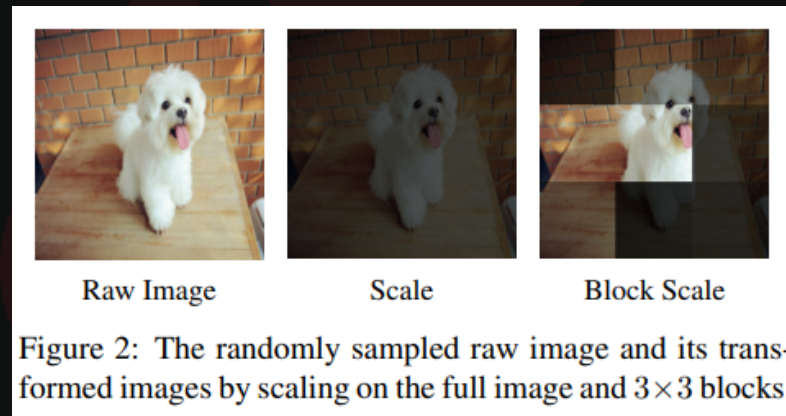 Raw Image
Scale
Block Scale
Figure 2: The randomly sampled raw image and its trans-
formed images by scaling on the full image and 3×3 blocks